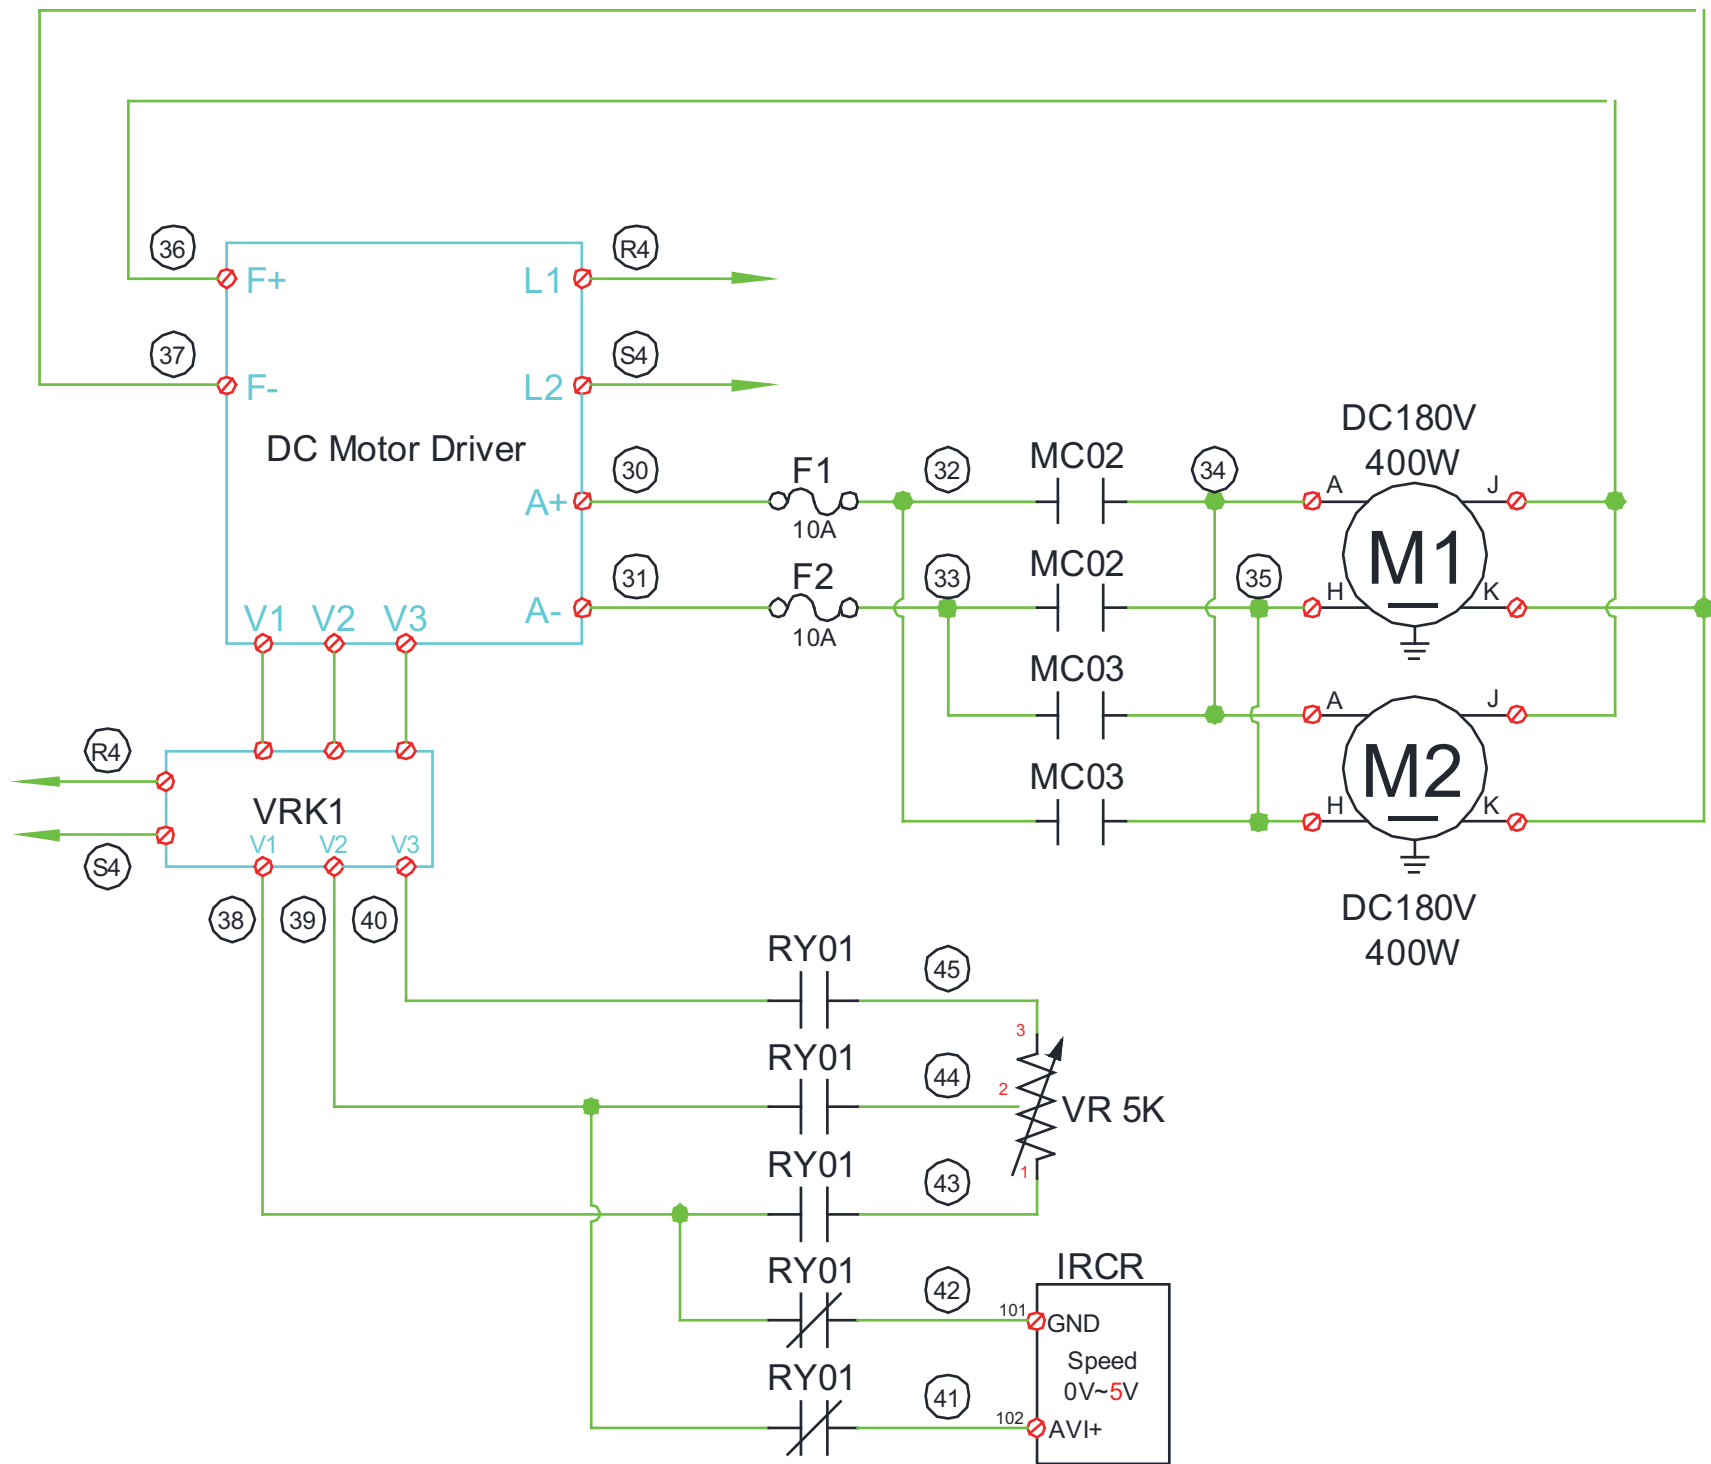 36
F+
L1
R4
37
F-
L2
S4
DC Motor Driver
A+
30
F1
10A
32
MC02
34
DC180V
400W
A
J
M1
A-
31
F2
10A
33
MC02
35
H
K
V1
V2
V3
MC03
A
J
M2
R4
VRK1
MC03
H
K
S4
V1
V2
V3
38
39
40
DC180V
400W
RY01
45
3
RY01
44
2
VR 5K
RY01
43
1
RY01
42
IRCR
101
GND
Speed
0V~5V
RY01
41
102
AVI+